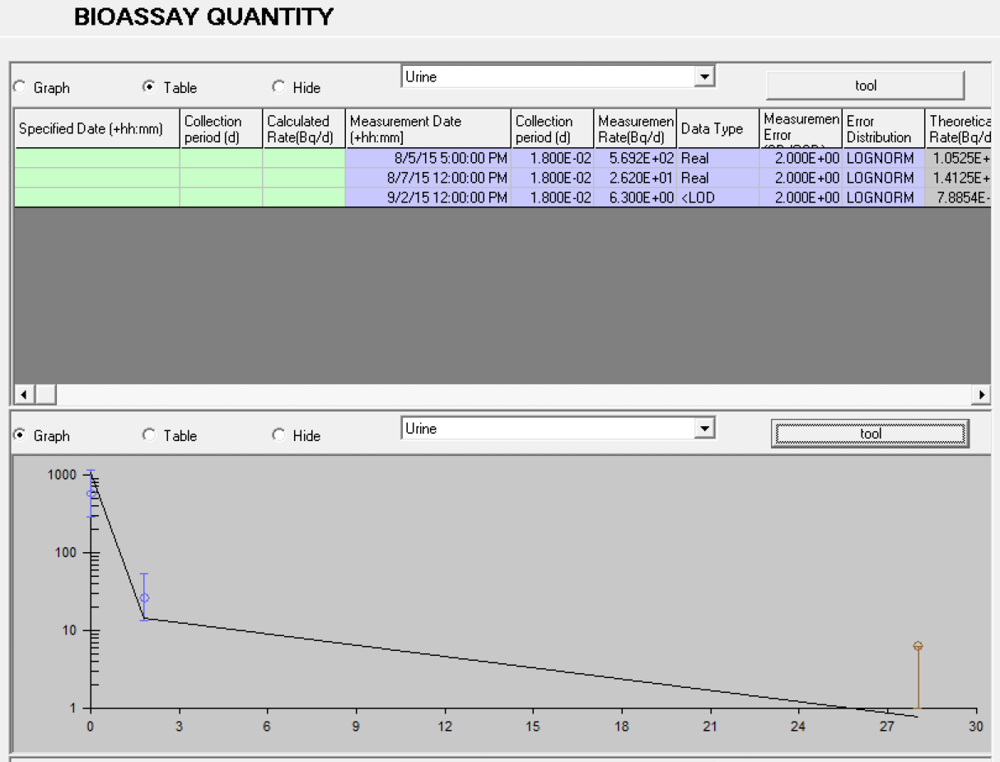 BIOASSAY QUANTITY
Graph Table Hide Urine tool
Specified Date (+hh:mm) Collection period (d) Calculated Rate(Bq/d) Measurement Date (+hh:mm) Collection period (d) Measuremen Rate(Bq/d) Data Type Measuremen Error Error Distribution Theoretica Rate(Bq/d
8/5/15 5:00:00 PM 1.800E-02 5.692E+02 Real 2.000E+00 LOGNORM 1.0525E+
8/7/15 12:00:00 PM 1.800E-02 2.620E+01 Real 2.000E+00 LOGNORM 1.4125E+
9/2/15 12:00:00 PM 1.800E-02 6.300E+00 <LOD 2.000E+00 LOGNORM 7.8854E-
Graph Table Hide Urine tool
1000
100
10
1
0 3 6 9 12 15 18 21 24 27 30